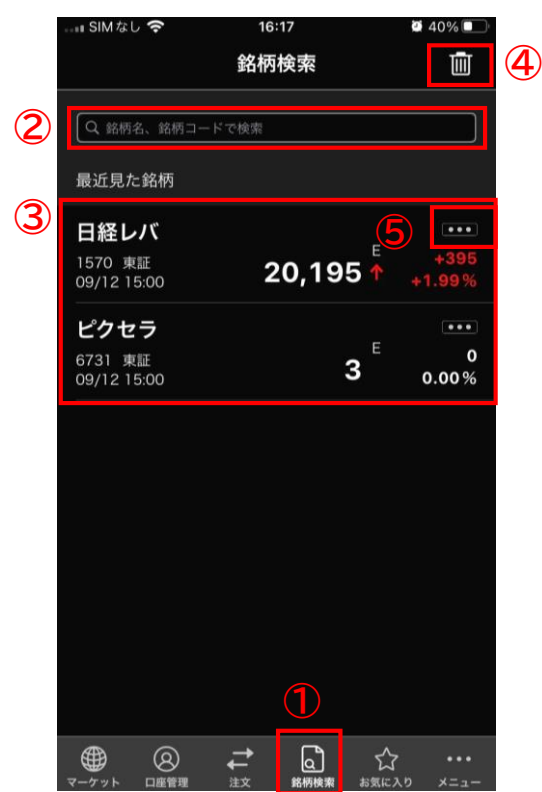 SIMなし 16:17 40%
銘柄検索 ④
② 銘柄名、銘柄コードで検索
最近見た銘柄
③
日経レバ ⑤ •••
1570 東証 20,195 E ↑ +395
09/12 15:00 +1.99%
ピクセラ •••
6731 東証 3 E 0
09/12 15:00 0.00%
①
マーケット 口座管理 注文 銘柄検索 お気に入り メニュー